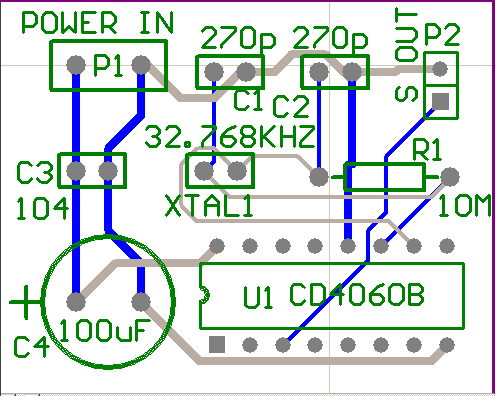 POWER IN
270p 270p
S OUT
P2
P1
C1
C2
32.768KHZ
R1
C3
104
XTAL1
10M
U1 CD4060B
+
100uF
C4